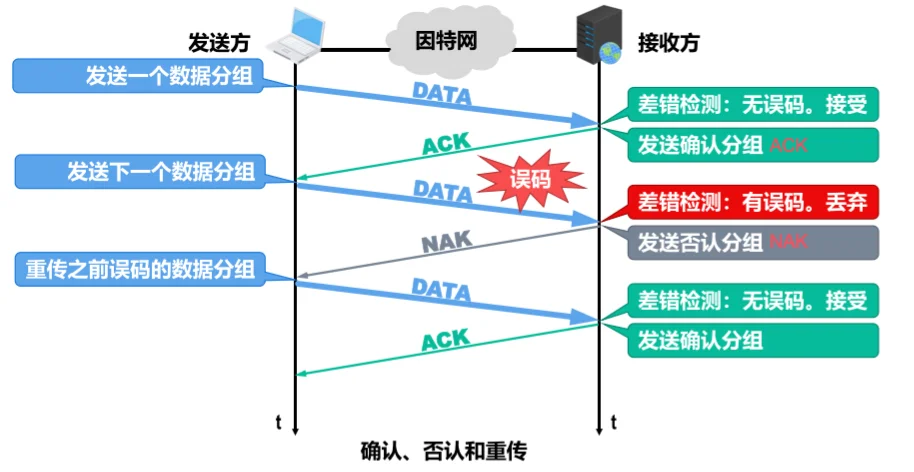 发送方
因特网
接收方
发送一个数据分组
DATA
差错检测：无误码。接受
ACK
发送确认分组 ACK
发送下一个数据分组
误码
DATA
差错检测：有误码。丢弃
NAK
发送否认分组 NAK
重传之前误码的数据分组
DATA
差错检测：无误码。接受
ACK
发送确认分组
t
t
确认、否认和重传